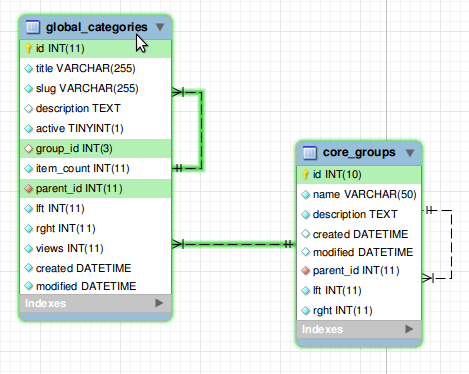 global_categories
id INT(11)
title VARCHAR(255)
slug VARCHAR(255)
description TEXT
active TINYINT(1)
group_id INT(3)
item_count INT(11)
parent_id INT(11)
lft INT(11)
rght INT(11)
views INT(11)
created DATETIME
modified DATETIME
Indexes
core_groups
id INT(10)
name VARCHAR(50)
description TEXT
created DATETIME
modified DATETIME
parent_id INT(11)
lft INT(11)
rght INT(11)
Indexes